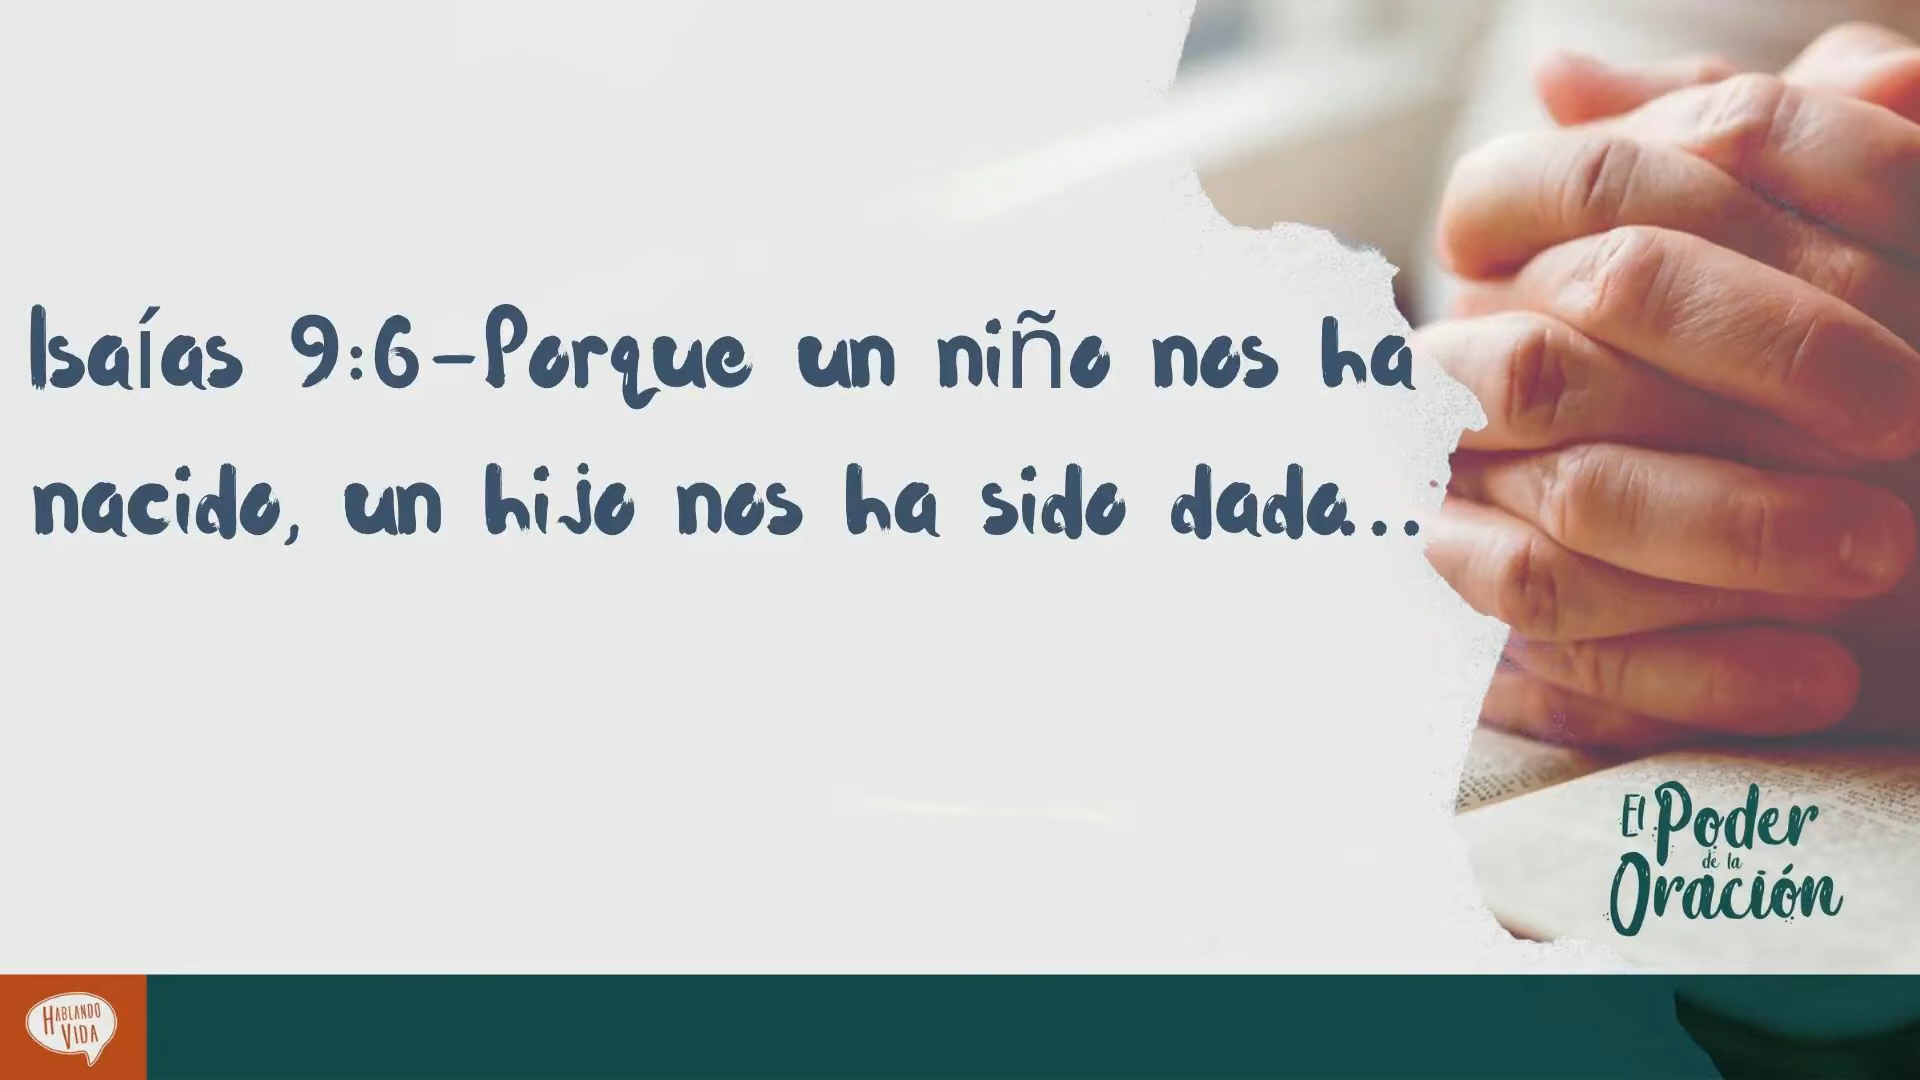 Isaías 9:6-Porque un niño nos ha
nacido, un hijo nos ha sido dado...
El Poder
de la
Oración
HABLANDO
VIDA